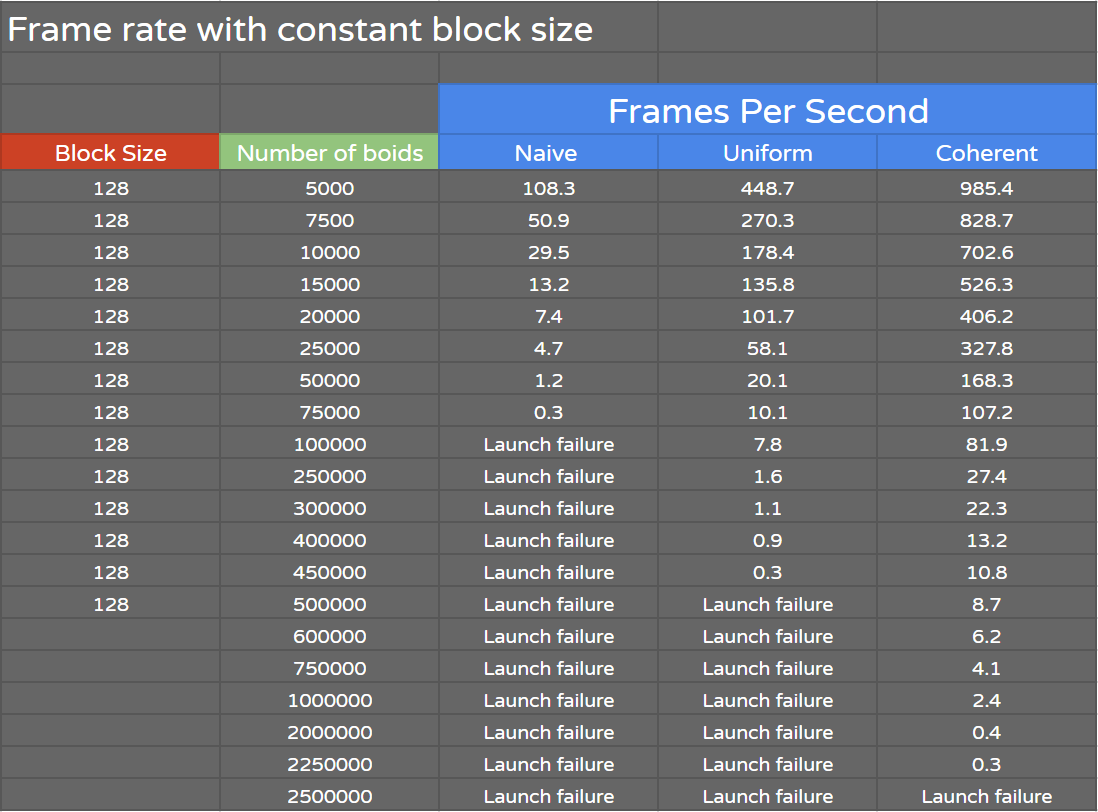 Frame rate with constant block size
Frames Per Second
Block Size Number of boids Naive Uniform Coherent
128 5000 108.3 448.7 985.4
128 7500 50.9 270.3 828.7
128 10000 29.5 178.4 702.6
128 15000 13.2 135.8 526.3
128 20000 7.4 101.7 406.2
128 25000 4.7 58.1 327.8
128 50000 1.2 20.1 168.3
128 75000 0.3 10.1 107.2
128 100000 Launch failure 7.8 81.9
128 250000 Launch failure 1.6 27.4
128 300000 Launch failure 1.1 22.3
128 400000 Launch failure 0.9 13.2
128 450000 Launch failure 0.3 10.8
128 500000 Launch failure Launch failure 8.7
600000 Launch failure Launch failure 6.2
750000 Launch failure Launch failure 4.1
1000000 Launch failure Launch failure 2.4
2000000 Launch failure Launch failure 0.4
2250000 Launch failure Launch failure 0.3
2500000 Launch failure Launch failure Launch failure